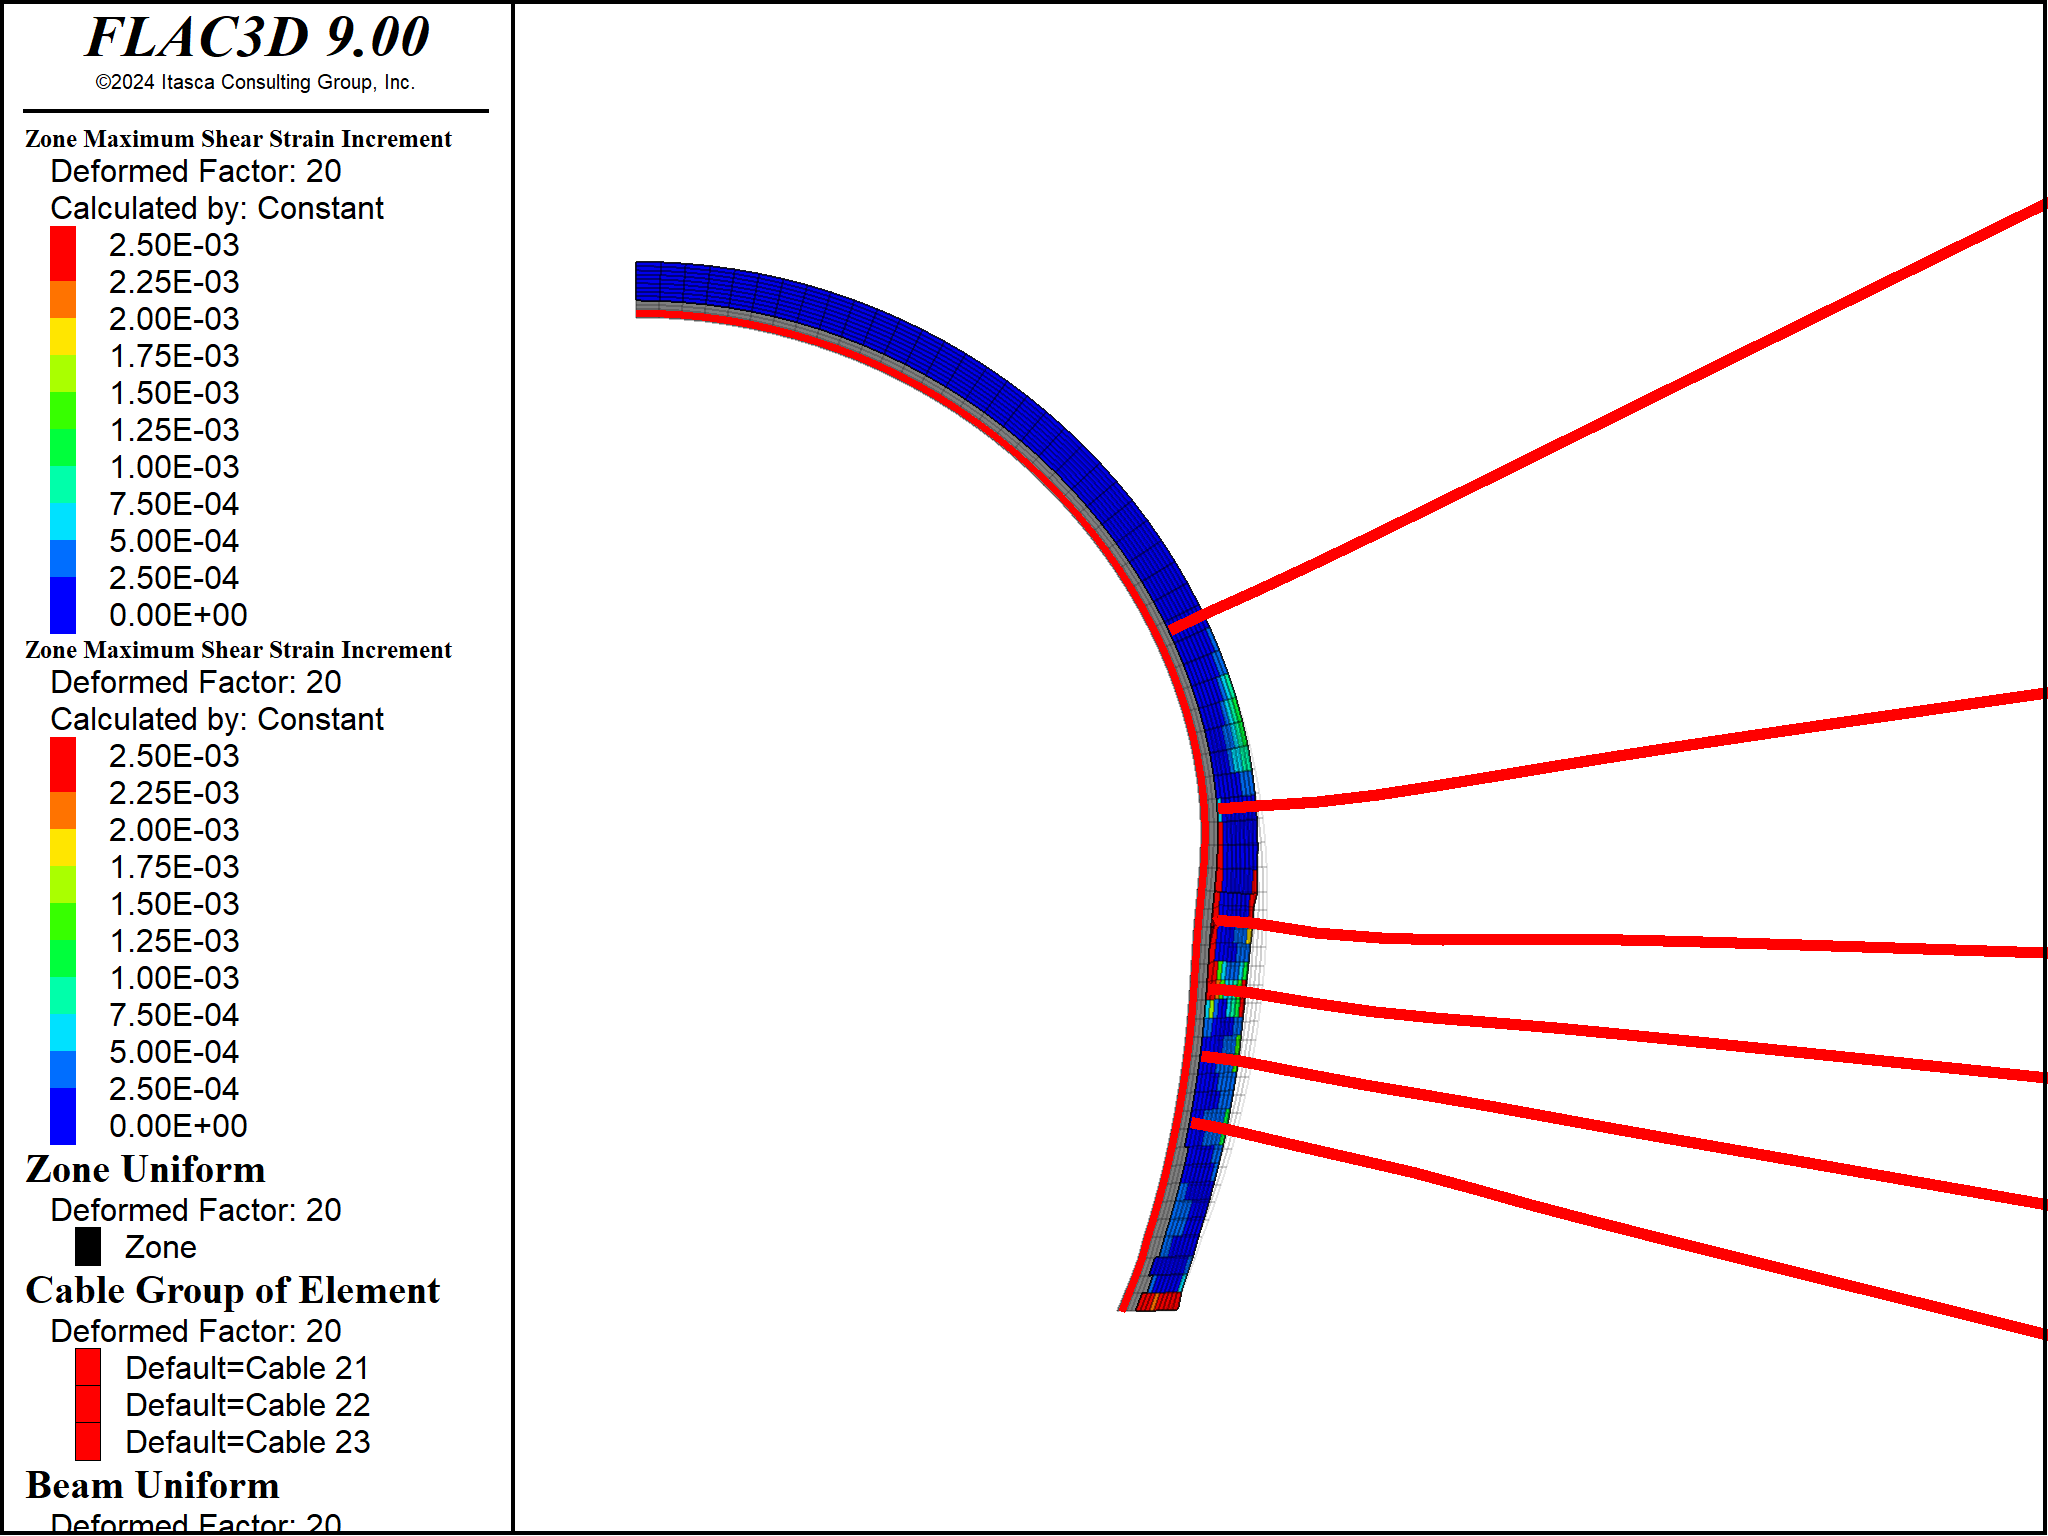 FLAC3D 9.00
©2024 Itasca Consulting Group, Inc.
Zone Maximum Shear Strain Increment
Deformed Factor: 20
Calculated by: Constant
2.50E-03
2.25E-03
2.00E-03
1.75E-03
1.50E-03
1.25E-03
1.00E-03
7.50E-04
5.00E-04
2.50E-04
0.00E+00
Zone Maximum Shear Strain Increment
Deformed Factor: 20
Calculated by: Constant
2.50E-03
2.25E-03
2.00E-03
1.75E-03
1.50E-03
1.25E-03
1.00E-03
7.50E-04
5.00E-04
2.50E-04
0.00E+00
Zone Uniform
Deformed Factor: 20
Zone
Cable Group of Element
Deformed Factor: 20
Default=Cable 21
Default=Cable 22
Default=Cable 23
Beam Uniform
Deformed Factor: 20